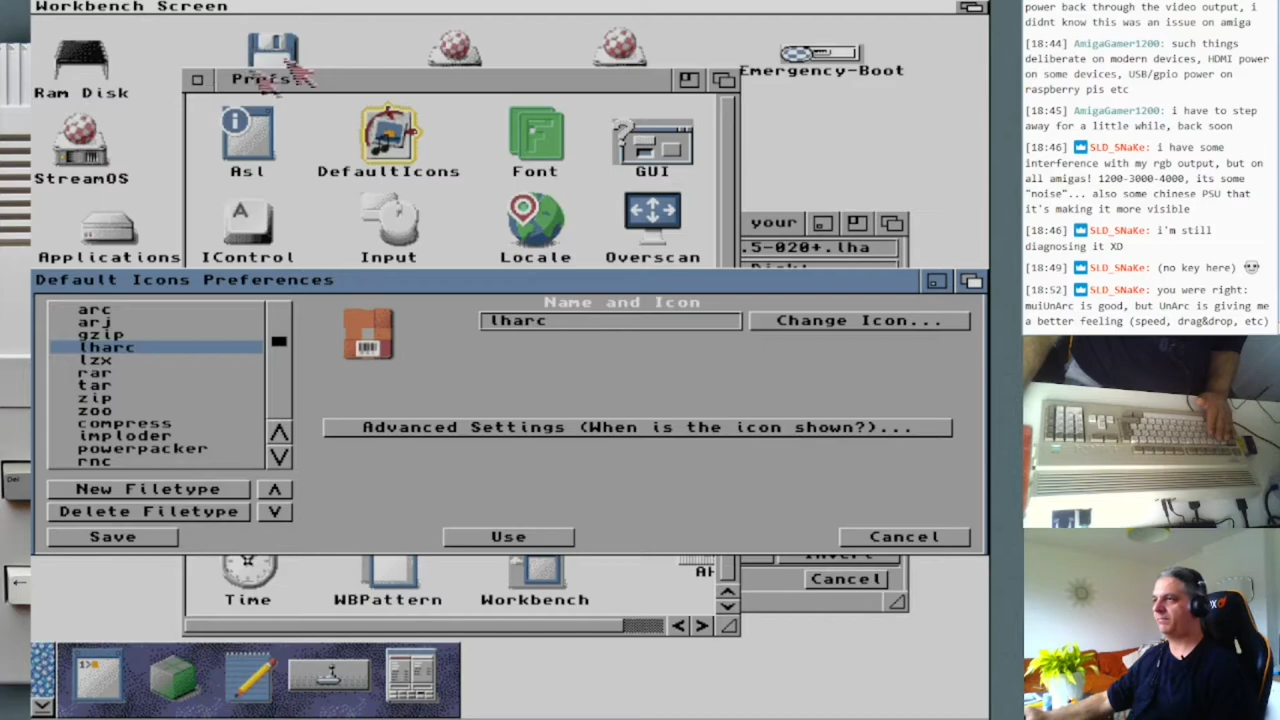 Workbench Screen
Ram Disk
Emergency-Boot
Prefs
StreamOS
Asl
DefaultIcons
Font
GUI
Applications
IControl
Input
Locale
Overscan
your
.5-020+.lha
Default Icons Preferences
arc
arj
gzip
lharc
lzx
rar
tar
zip
zoo
compress
imploder
powerpacker
rnc
Name and Icon
lharc
Change Icon...
Advanced Settings (When is the icon shown?)...
New Filetype
Delete Filetype
Save
Use
Cancel
Cancel
Time
WBPattern
Workbench
power back through the video output, i
didnt know this was an issue on amiga
[18:44] AmigaGamer1200: such things
deliberate on modern devices, HDMI power
on some devices, USB/gpio power on
raspberry pis etc
[18:45] AmigaGamer1200: i have to step
away for a little while, back soon
[18:46] SLD_SNaKe: i have some
interference with my rgb output, but on
all amigas! 1200-3000-4000, its some
"noise"... also some chinese PSU that
it's making it more visible
[18:46] SLD_SNaKe: i'm still
diagnosing it XD
[18:49] SLD_SNaKe: (no key here)
[18:52] SLD_SNaKe: you were right:
muiUnArc is good, but UnArc is giving me
a better feeling (speed, drag&drop, etc)
Del